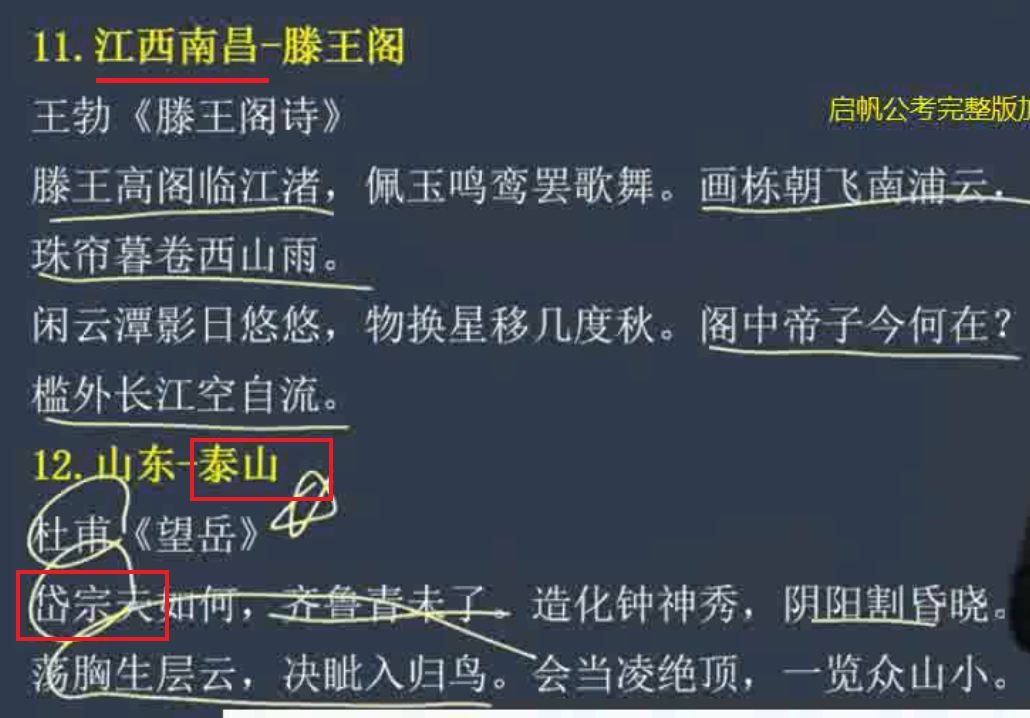 11.江西南昌-滕王阁
王勃《滕王阁诗》
启帆公考完整版加
滕王高阁临江渚，佩玉鸣鸾罢歌舞。画栋朝飞南浦云，
珠帘暮卷西山雨。
闲云潭影日悠悠，物换星移几度秋。阁中帝子今何在？
槛外长江空自流。
12.山东-泰山
杜甫《望岳》
岱宗夫如何，齐鲁青未了。造化钟神秀，阴阳割昏晓。
荡胸生层云，决眦入归鸟。会当凌绝顶，一览众山小。